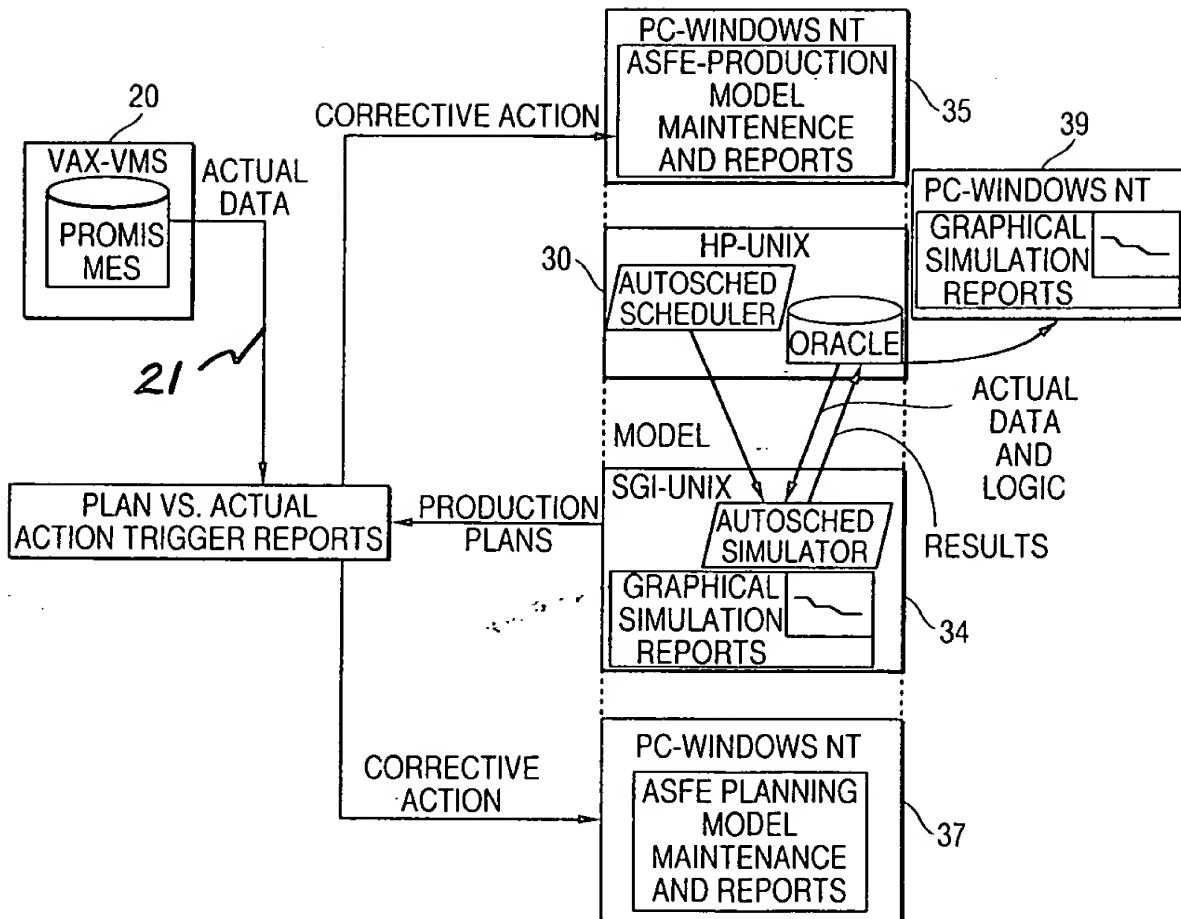 PC-WINDOWS NT
ASFE-PRODUCTION
MODEL
MAINTENENCE
AND REPORTS
35
CORRECTIVE ACTION
20
VAX-VMS
PROMIS
MES
ACTUAL
DATA
21
39
PC-WINDOWS NT
GRAPHICAL
SIMULATION
REPORTS
30
HP-UNIX
AUTOSCHED
SCHEDULER
ORACLE
ACTUAL
DATA
AND
LOGIC
MODEL
PLAN VS. ACTUAL
ACTION TRIGGER REPORTS
PRODUCTION
PLANS
SGI-UNIX
AUTOSCHED
SIMULATOR
RESULTS
GRAPHICAL
SIMULATION
REPORTS
34
CORRECTIVE
ACTION
PC-WINDOWS NT
ASFE PLANNING
MODEL
MAINTENANCE
AND REPORTS
37